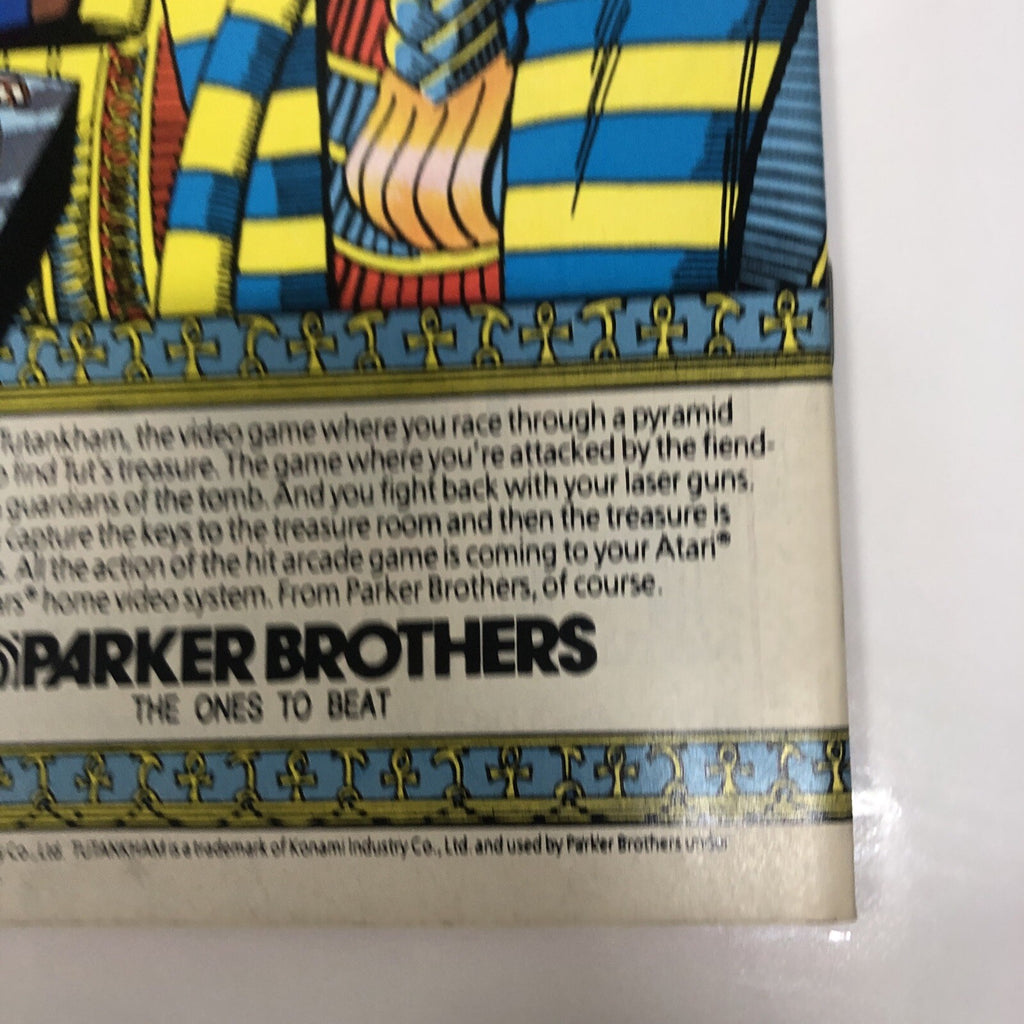 Tutankham, the video game where you race through a pyramid
find Tut's treasure. The game where you're attacked by the fiend-
guardians of the tomb. And you fight back with your laser guns.
capture the keys to the treasure room and then the treasure is
All the action of the hit arcade game is coming to your Atari®
home video system. From Parker Brothers, of course.
PARKER BROTHERS
THE ONES TO BEAT
Co., Ltd. TUTANKHAM is a trademark of Konami Industry Co., Ltd. and used by Parker Brothers under